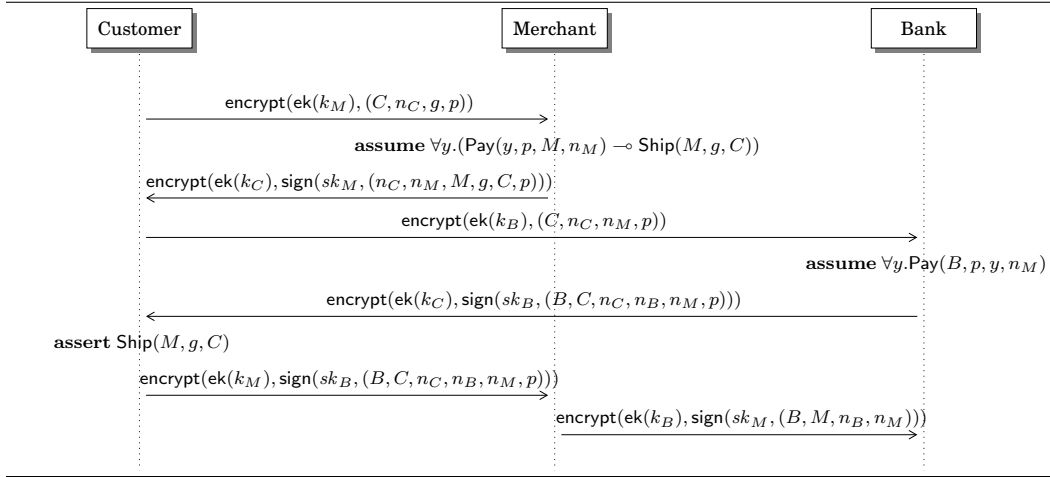 Customer Merchant Bank
encrypt(ek(k_M), (C, n_C, g, p))
assume ∀y.(Pay(y, p, M, n_M) ⊸ Ship(M, g, C))
encrypt(ek(k_C), sign(sk_M, (n_C, n_M, M, g, C, p)))
encrypt(ek(k_B), (C, n_C, n_M, p))
assume ∀y.Pay(B, p, y, n_M)
encrypt(ek(k_C), sign(sk_B, (B, C, n_C, n_B, n_M, p)))
assert Ship(M, g, C)
encrypt(ek(k_M), sign(sk_B, (B, C, n_C, n_B, n_M, p)))
encrypt(ek(k_B), sign(sk_M, (B, M, n_B, n_M)))